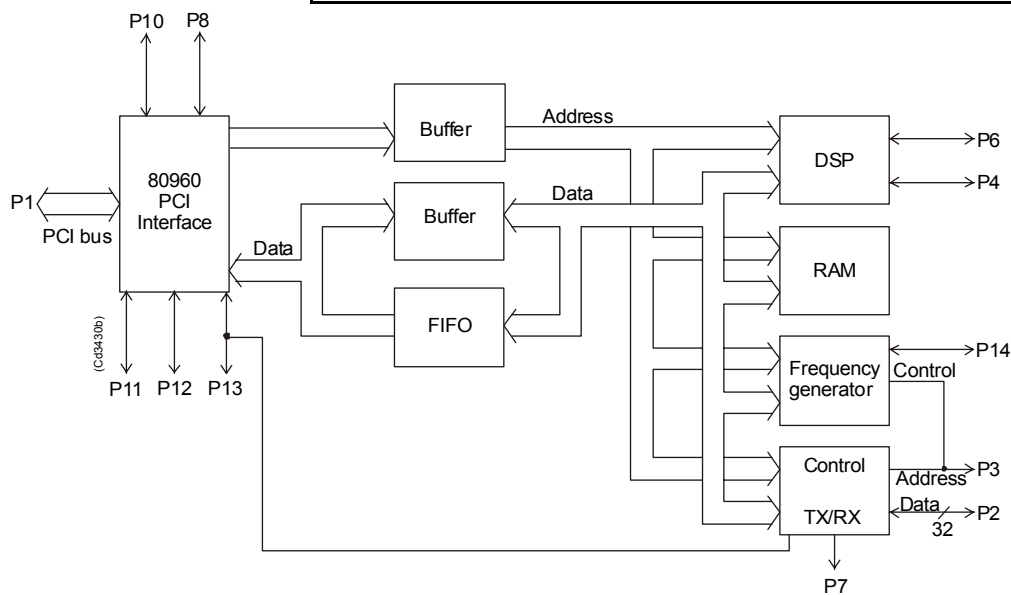 P10
P8
Buffer
Address
80960
PCI
Interface
DSP
P6
P4
P1
PCI bus
Buffer
Data
Data
RAM
FIFO
(Cd3430b)
P11
P12
P13
Frequency
generator
P14
Control
Control
TX/RX
P3
Address
Data
32
P2
P7